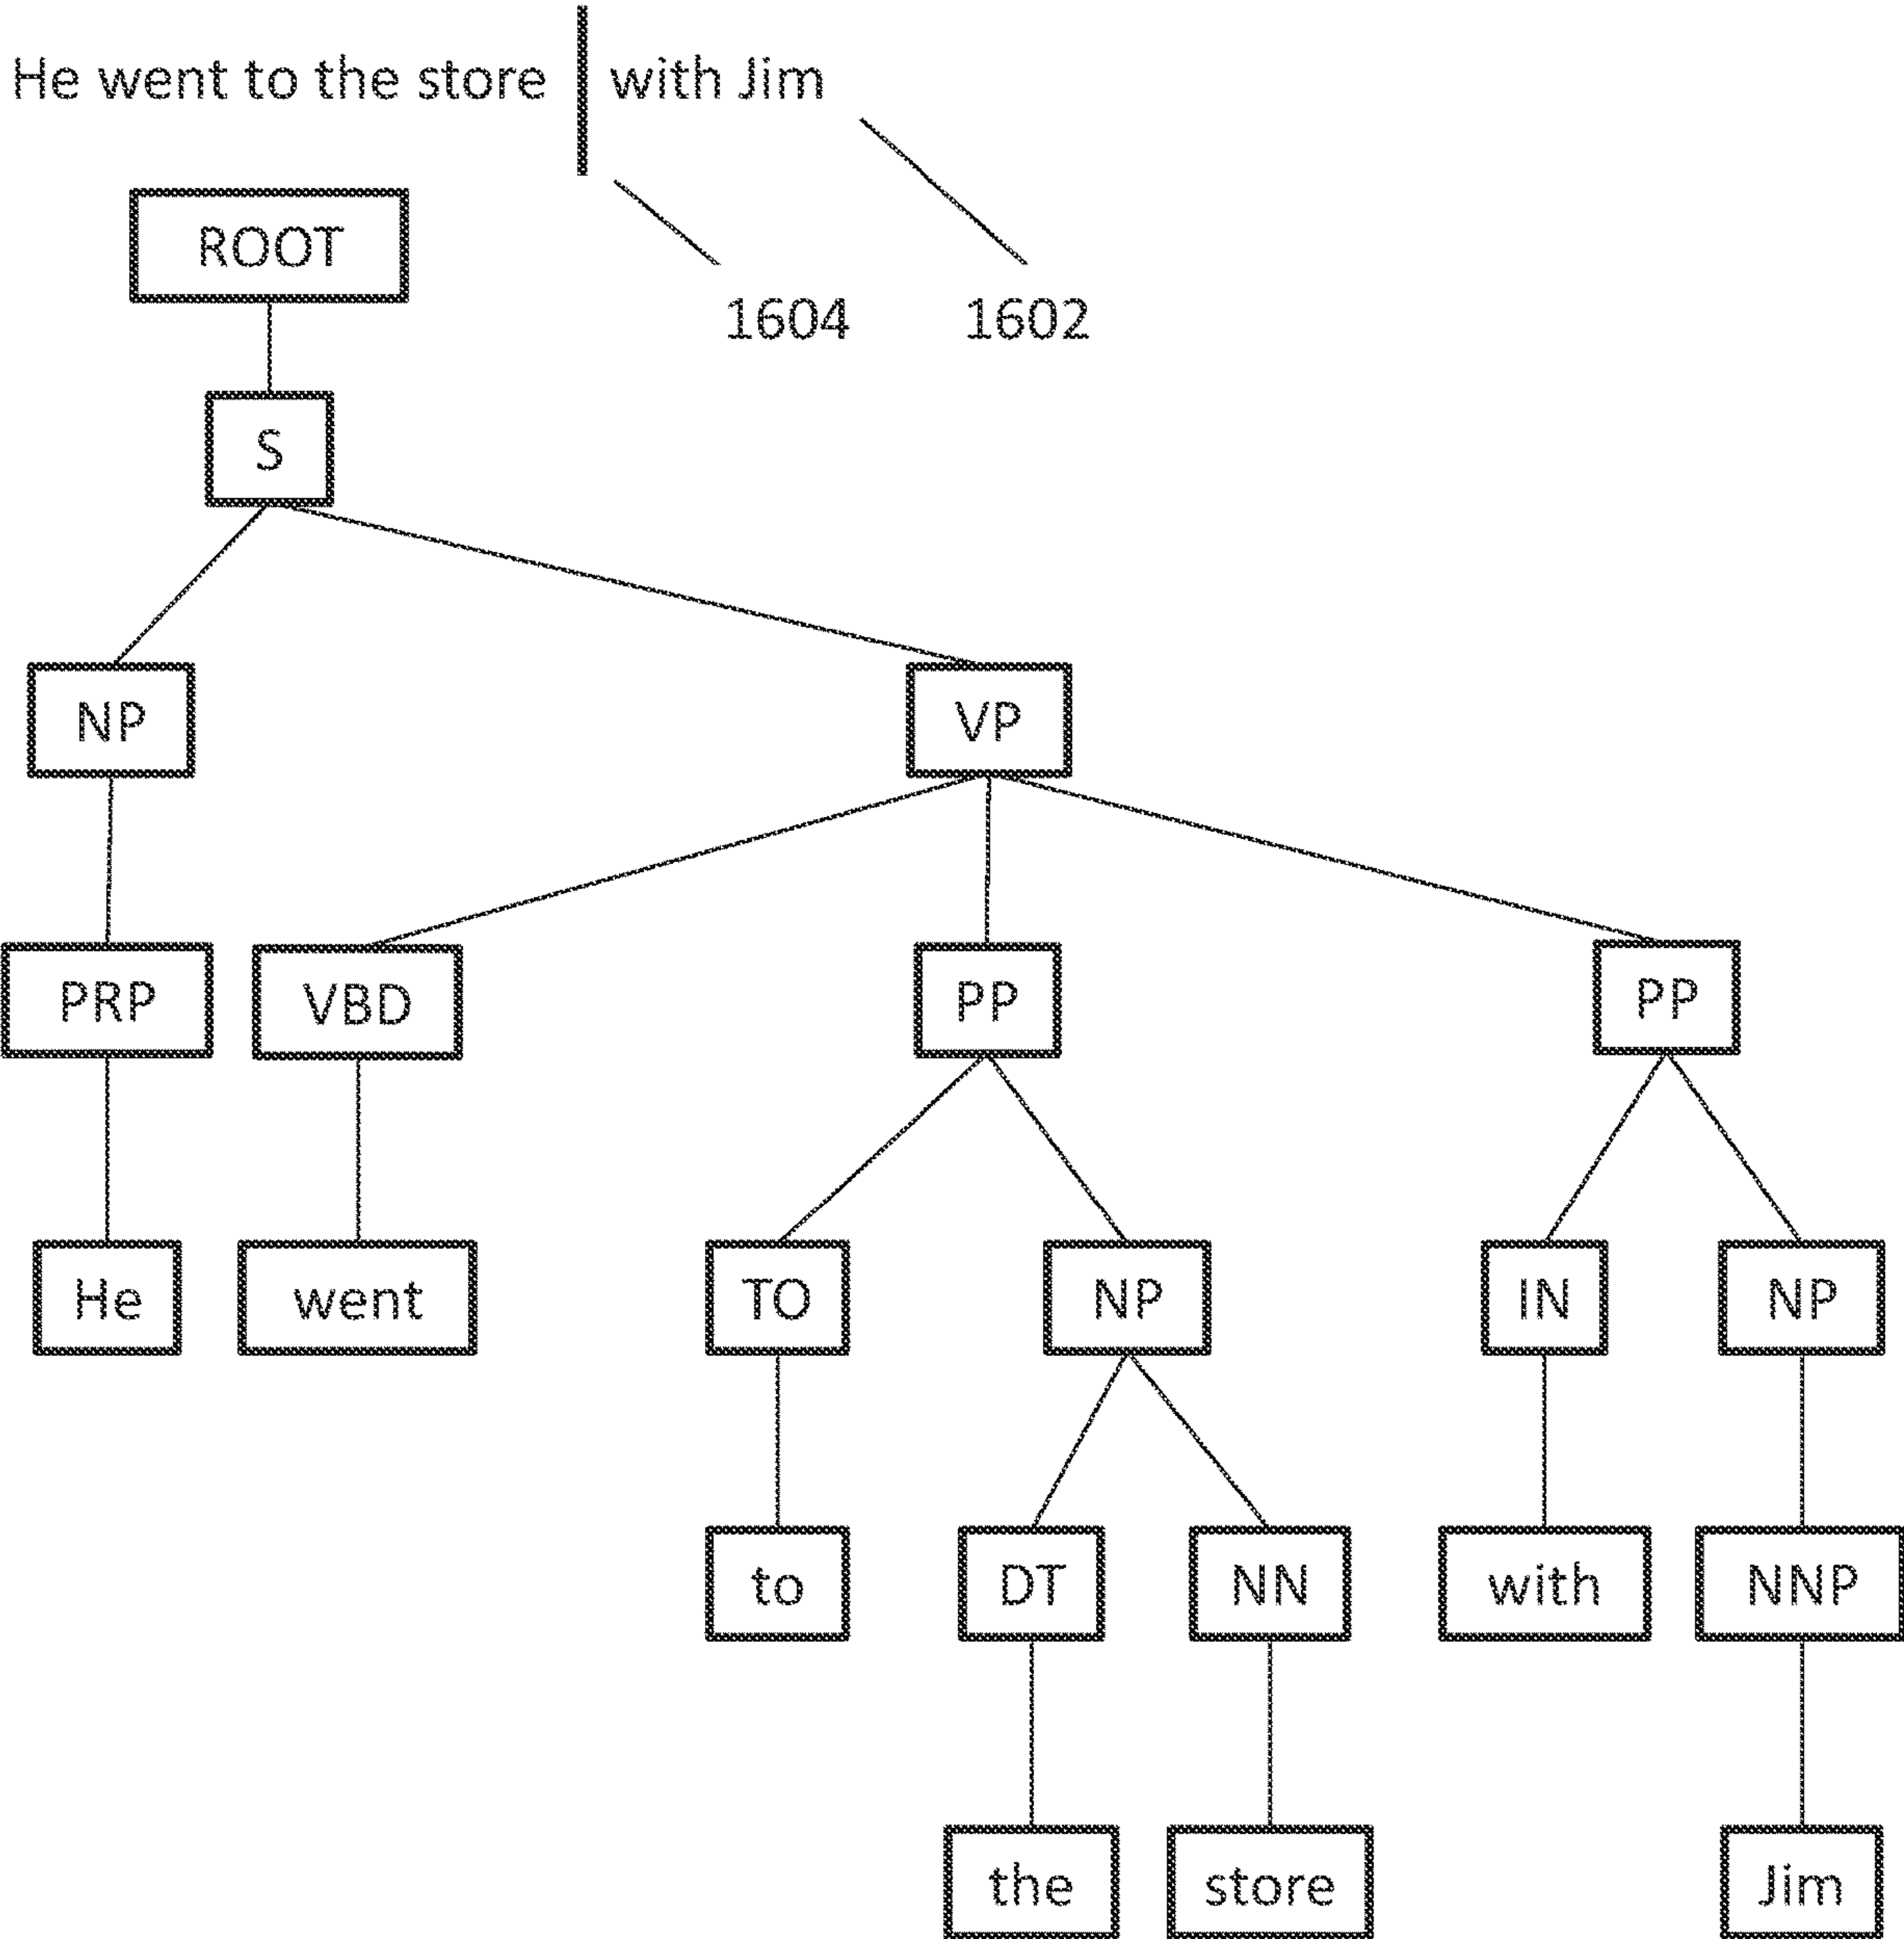 He went to the store | with Jim
ROOT
1604 1602
S
NP VP
PRP VBD PP PP
He went TO NP IN NP
to DT NN with NNP
the store Jim